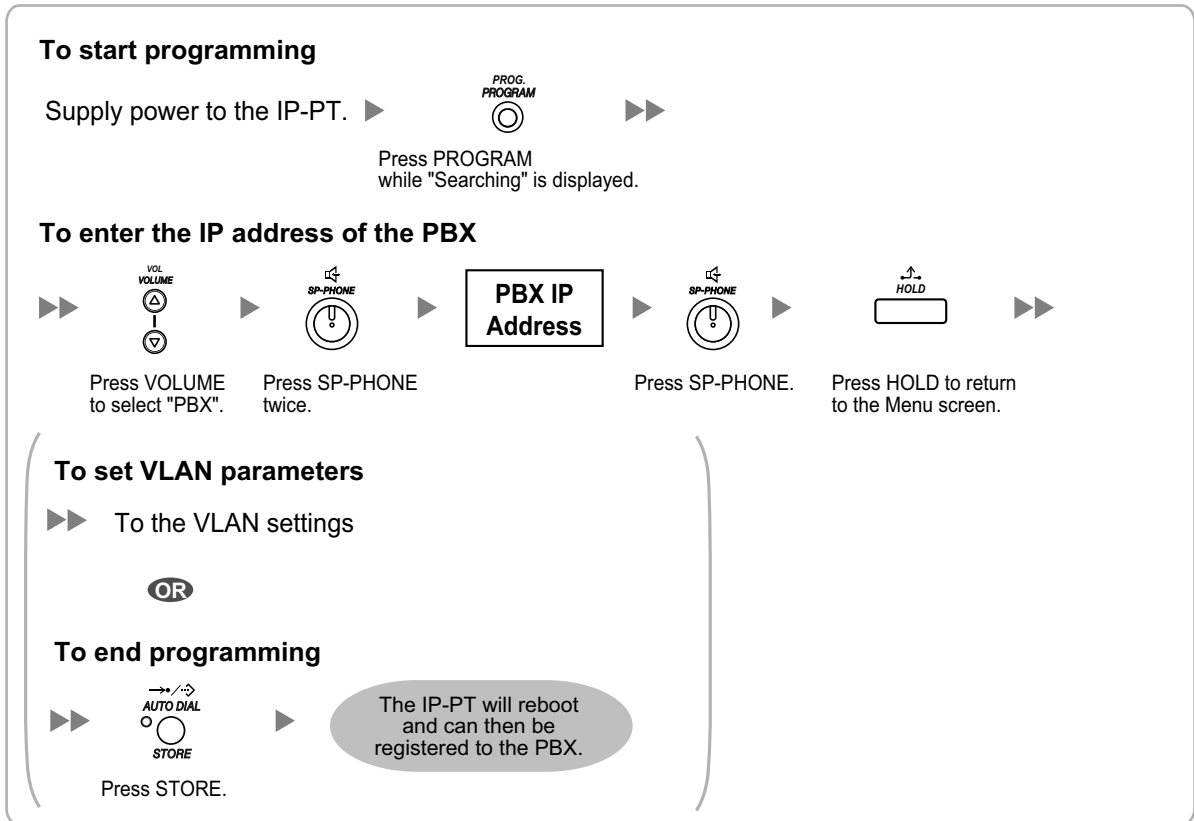 To start programming
Supply power to the IP-PT.
PROG.
PROGRAM
Press PROGRAM
while "Searching" is displayed.
To enter the IP address of the PBX
VOL
VOLUME
Press VOLUME
to select "PBX".
SP-PHONE
Press SP-PHONE
twice.
PBX IP
Address
SP-PHONE
Press SP-PHONE.
HOLD
Press HOLD to return
to the Menu screen.
To set VLAN parameters
To the VLAN settings
OR
To end programming
AUTO DIAL
STORE
Press STORE.
The IP-PT will reboot
and can then be
registered to the PBX.